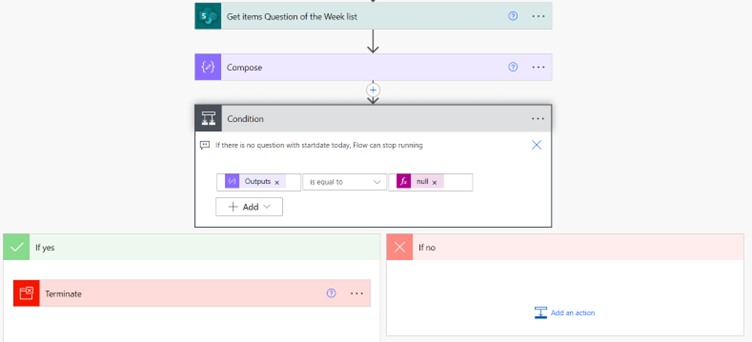 Get items Question of the Week list
Compose
Condition
If there is no question with startdate today, Flow can stop running
Outputs × is equal to fx null ×
+ Add
If yes
If no
Terminate
Add an action